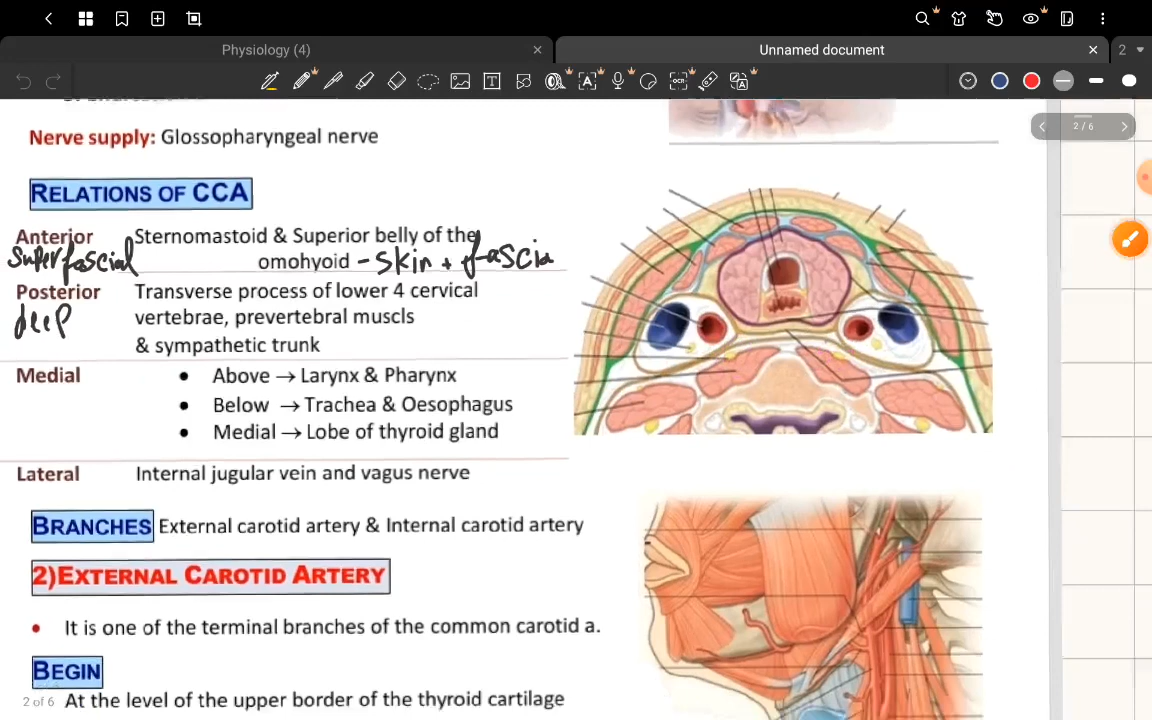 Physiology (4)
Unnamed document
2
2/6
Nerve supply: Glossopharyngeal nerve
RELATIONS OF CCA
Anterior Sternomastoid & Superior belly of the
superfascial omohyoid - skin + fascia
Posterior Transverse process of lower 4 cervical
deep vertebrae, prevertebral muscls
& sympathetic trunk
Medial • Above → Larynx & Pharynx
• Below → Trachea & Oesophagus
• Medial → Lobe of thyroid gland
Lateral Internal jugular vein and vagus nerve
BRANCHES External carotid artery & Internal carotid artery
2)EXTERNAL CAROTID ARTERY
• It is one of the terminal branches of the common carotid a.
BEGIN
2 of 6 At the level of the upper border of the thyroid cartilage